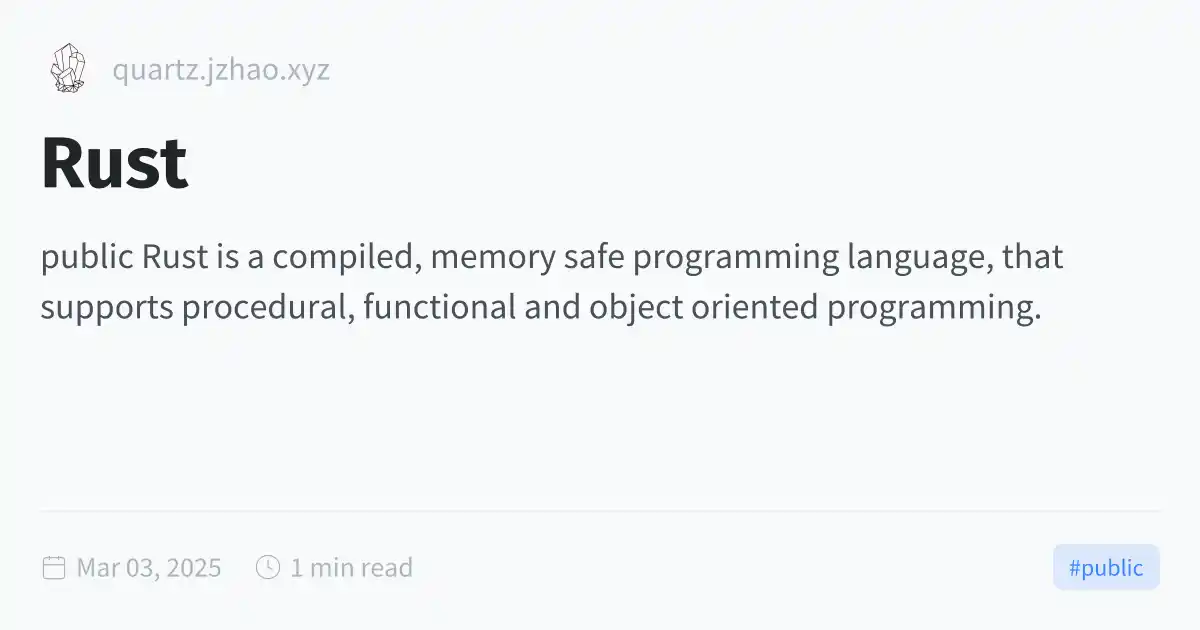 quartz.jzhao.xyz
Rust
public Rust is a compiled, memory safe programming language, that
supports procedural, functional and object oriented programming.
Mar 03, 2025 1 min read
#public